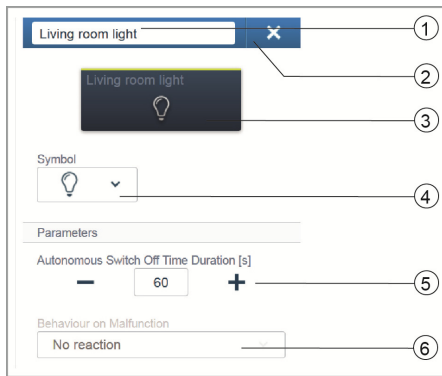 Living room light
1
2
Living room light
3
Symbol
4
Parameters
Autonomous Switch Off Time Duration [s]
60
5
Behaviour on Malfunction
No reaction
6